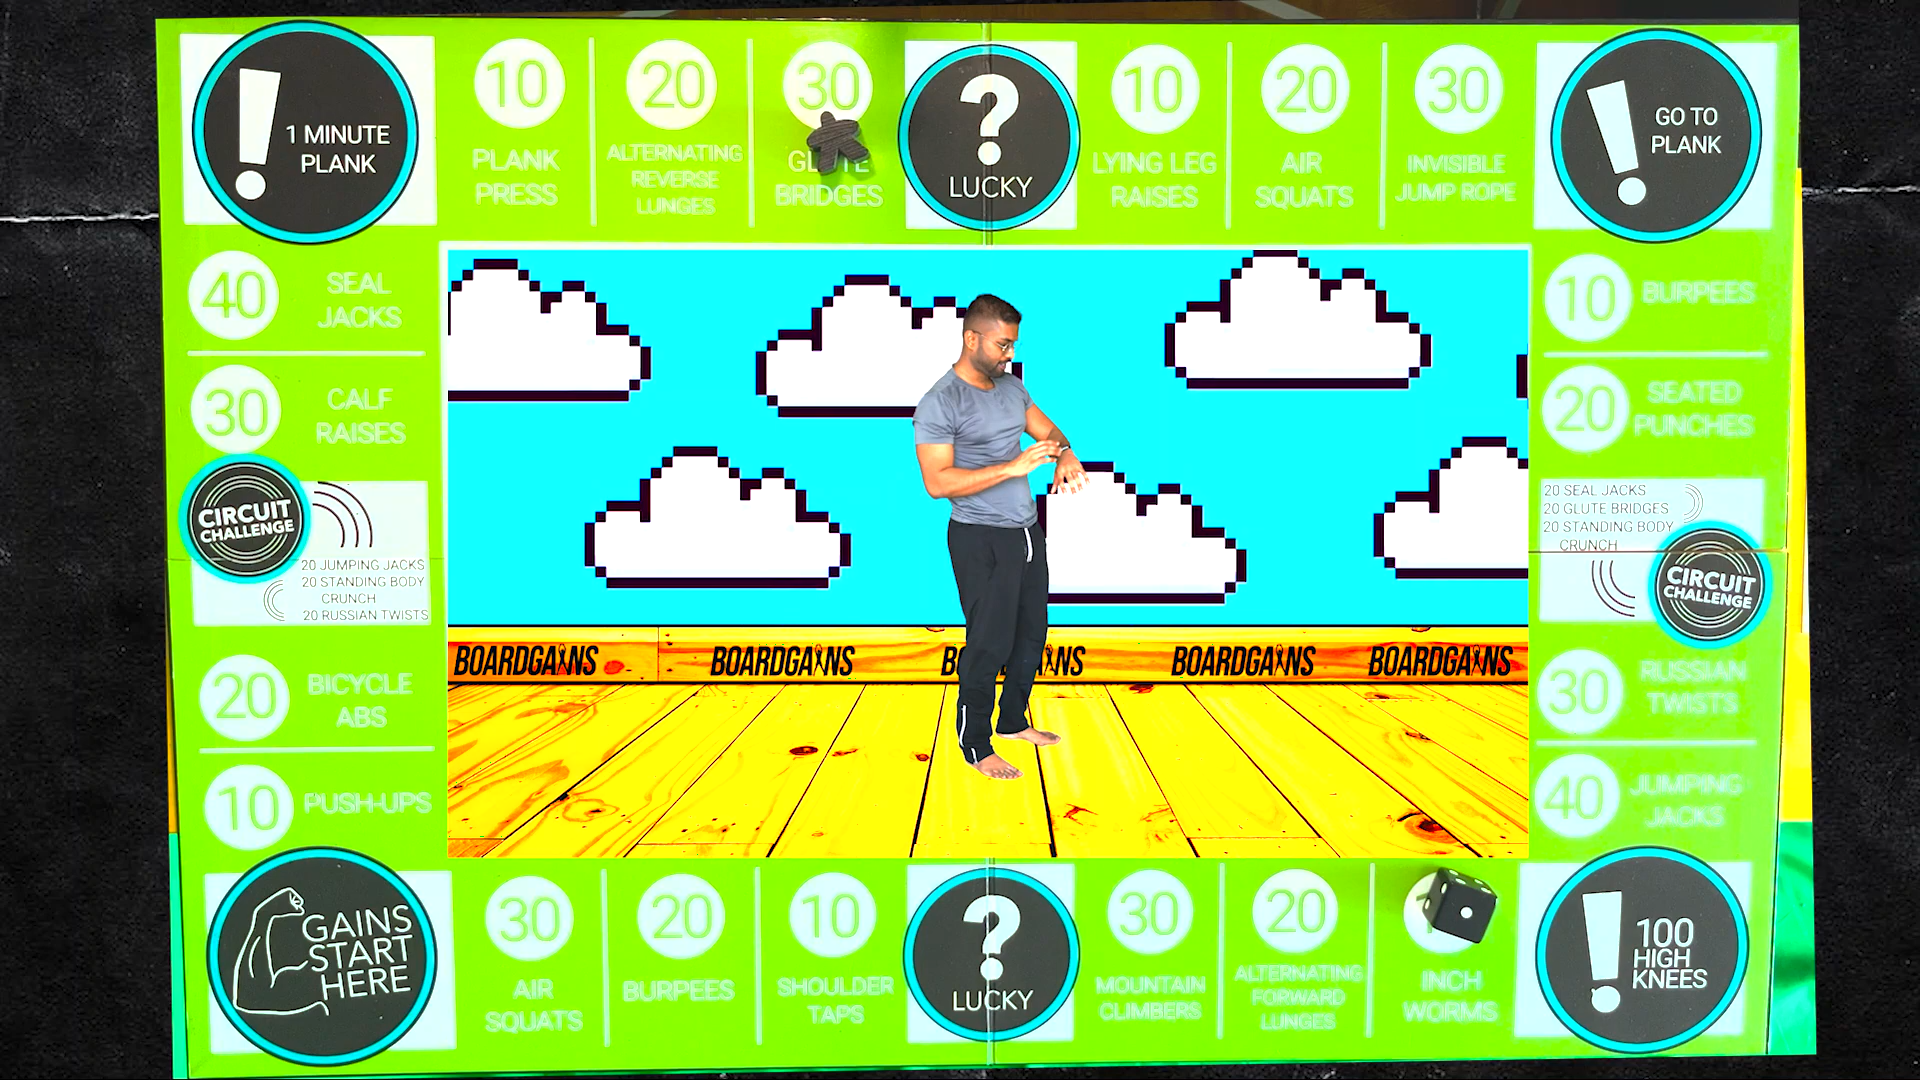 1 MINUTE
PLANK
10
PLANK
PRESS
20
ALTERNATING
REVERSE
LUNGES
30
GLUTE
BRIDGES
?
LUCKY
10
LYING LEG
RAISES
20
AIR
SQUATS
30
INVISIBLE
JUMP ROPE
!
GO TO
PLANK
40
SEAL
JACKS
30
CALF
RAISES
CIRCUIT
CHALLENGE
20 JUMPING JACKS
20 STANDING BODY
CRUNCH
20 RUSSIAN TWISTS
20
BICYCLE
ABS
10
PUSH-UPS
10
BURPEES
20
SEATED
PUNCHES
20 SEAL JACKS
20 GLUTE BRIDGES
20 STANDING BODY
CRUNCH
CIRCUIT
CHALLENGE
30
RUSSIAN
TWISTS
40
JUMPING
JACKS
BOARDGAINS BOARDGAINS BOARDGAINS BOARDGAINS BOARDGAINS
GAINS
START
HERE
30
AIR
SQUATS
20
BURPEES
10
SHOULDER
TAPS
?
LUCKY
30
MOUNTAIN
CLIMBERS
20
ALTERNATING
FORWARD
LUNGES
INCH
WORMS
!
100
HIGH
KNEES